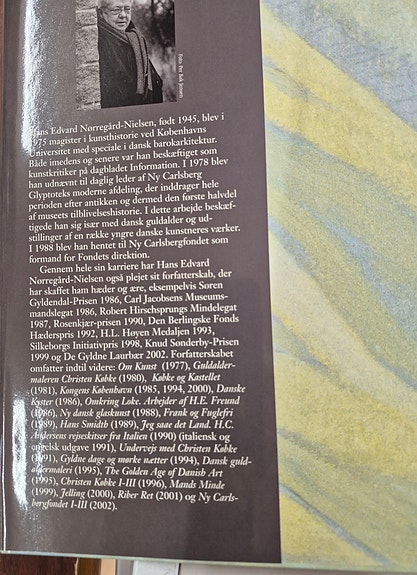 Foto: Per Bak Jensen
Hans Edvard Nørregård-Nielsen, født 1945, blev i
1975 magister i kunsthistorie ved Københavns
Universitet med speciale i dansk barokarkitektur.
Både imedens og senere var han beskæftiget som
kunstkritiker på dagbladet Information. I 1978 blev
han udnævnt til daglig leder af Ny Carlsberg
Glyptoteks moderne afdeling, der inddrager hele
perioden efter antikken og dermed den første halvdel
af museets tilblivelseshistorie. I dette arbejde beskæf-
tigede han sig især med dansk guldalder og ud-
stillinger af en række yngre danske kunstneres værker.
I 1988 blev han hentet til Ny Carlsbergfondet som
formand for Fondets direktion.
Gennem hele sin karriere har Hans Edvard
Nørregård-Nielsen også plejet sit forfatterskab, der
har skaffet ham hæder og ære, eksempelvis Søren
Gyldendal-Prisen 1986, Carl Jacobsens Museums-
mandslegat 1986, Robert Hirschsprungs Mindelegat
1987, Rosenkjær-prisen 1990, Den Berlingske Fonds
Hæderspris 1992, H.L. Høyen Medaljen 1993,
Silkeborgs Initiativpris 1998, Knud Sønderby-Prisen
1999 og De Gyldne Laurbær 2002. Forfatterskabet
omfatter indtil videre: Om Kunst (1977), Guldalder-
maleren Christen Købke (1980), Købke og Kastellet
(1981), Kongens København (1985, 1994, 2000), Danske
Kyster (1986), Omkring Loke. Arbejder af H.E. Freund
(1986), Ny dansk glaskunst (1988), Frank og Fuglefri
(1989), Hans Smidth (1989), Jeg saae det Land. H.C.
Andersens rejseskitser fra Italien (1990) (italiensk og
engelsk udgave 1991), Undervejs med Christen Købke
(1991), Gyldne dage og mørke nætter (1994), Dansk guld-
aldermaleri (1995), The Golden Age of Danish Art
(1995), Christen Købke I-III (1996), Mands Minde
(1999), Jelling (2000), Riber Ret (2001) og Ny Carls-
bergfondet I-III (2002).